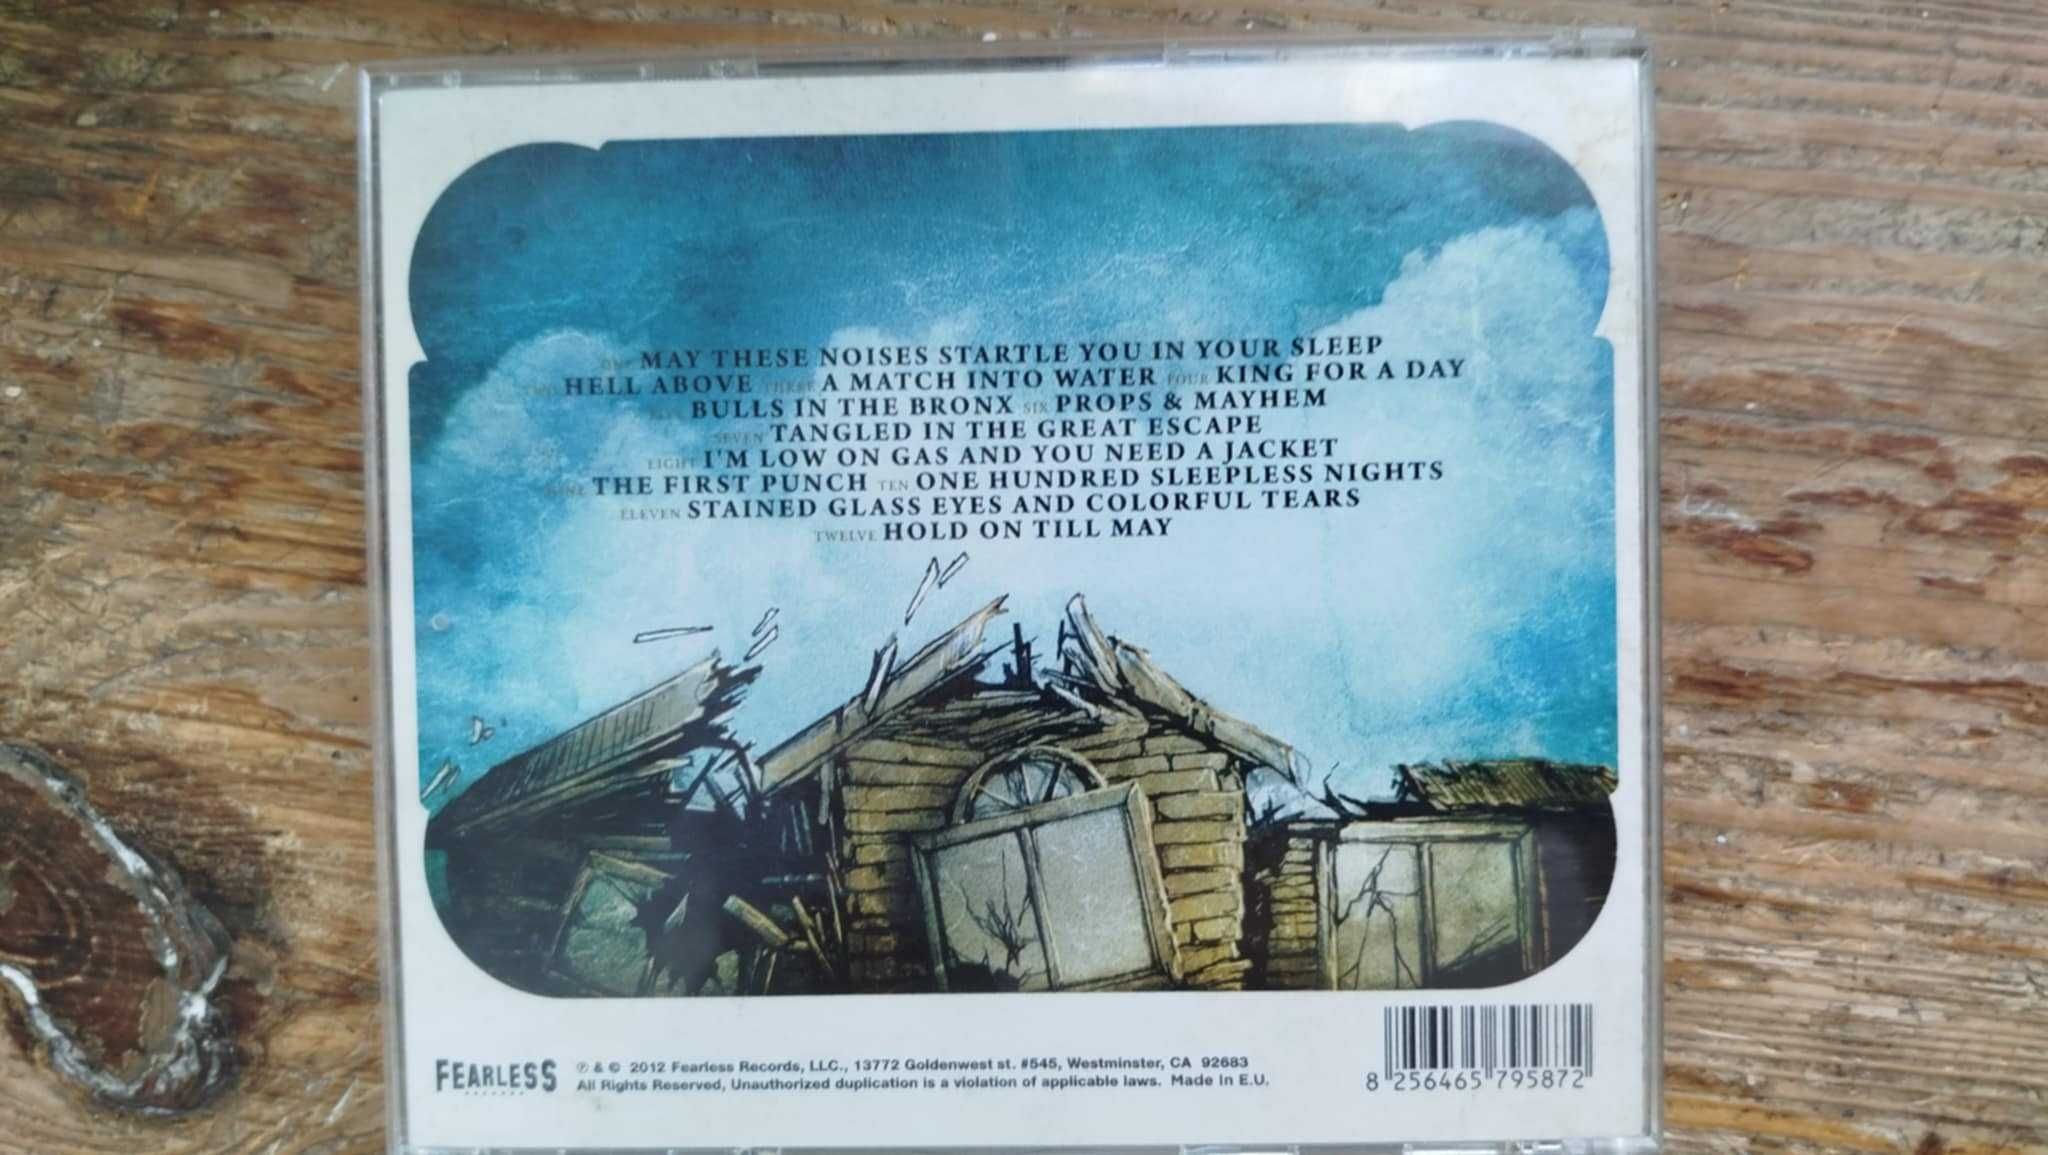 ONE MAY THESE NOISES STARTLE YOU IN YOUR SLEEP
TWO HELL ABOVE THREE A MATCH INTO WATER FOUR KING FOR A DAY
FIVE BULLS IN THE BRONX SIX PROPS & MAYHEM
SEVEN TANGLED IN THE GREAT ESCAPE
EIGHT I'M LOW ON GAS AND YOU NEED A JACKET
NINE THE FIRST PUNCH TEN ONE HUNDRED SLEEPLESS NIGHTS
ELEVEN STAINED GLASS EYES AND COLORFUL TEARS
TWELVE HOLD ON TILL MAY
FEARLESS
RECORDS
℗ & © 2012 Fearless Records, LLC., 13772 Goldenwest st. #545, Westminster, CA 92683
All Rights Reserved, Unauthorized duplication is a violation of applicable laws. Made In E.U.
8 256465 795872